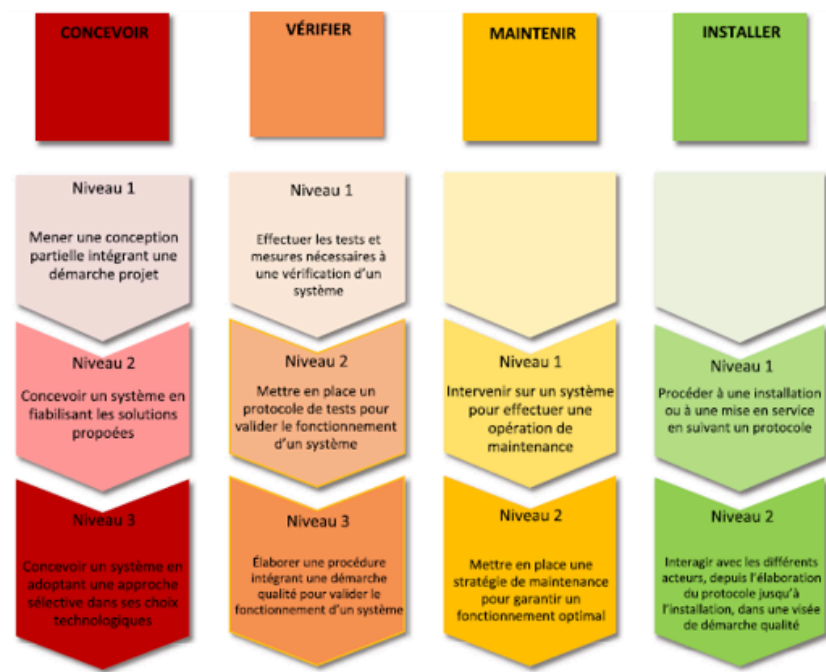 CONCEVOIR
VÉRIFIER
MAINTENIR
INSTALLER
Niveau 1
Mener une conception
partielle intégrant une
démarche projet
Niveau 1
Effectuer les tests et
mesures nécessaires à
une vérification d'un
système
Niveau 2
Concevoir un système en
fiabilisant les solutions
propoées
Niveau 2
Mettre en place un
protocole de tests pour
valider le fonctionnement
d'un système
Niveau 1
Intervenir sur un système
pour effectuer une
opération de
maintenance
Niveau 1
Procéder à une installation
ou à une mise en service
en suivant un protocole
Niveau 3
Concevoir un système en
adoptant une approche
sélective dans ses choix
technologiques
Niveau 3
Élaborer une procédure
intégrant une démarche
qualité pour valider le
fonctionnement d'un système
Niveau 2
Mettre en place une
stratégie de maintenance
pour garantir un
fonctionnement optimal
Niveau 2
Interagir avec les différents
acteurs, depuis l'élaboration
du protocole jusqu'à
l'installation, dans une visée
de démarche qualité